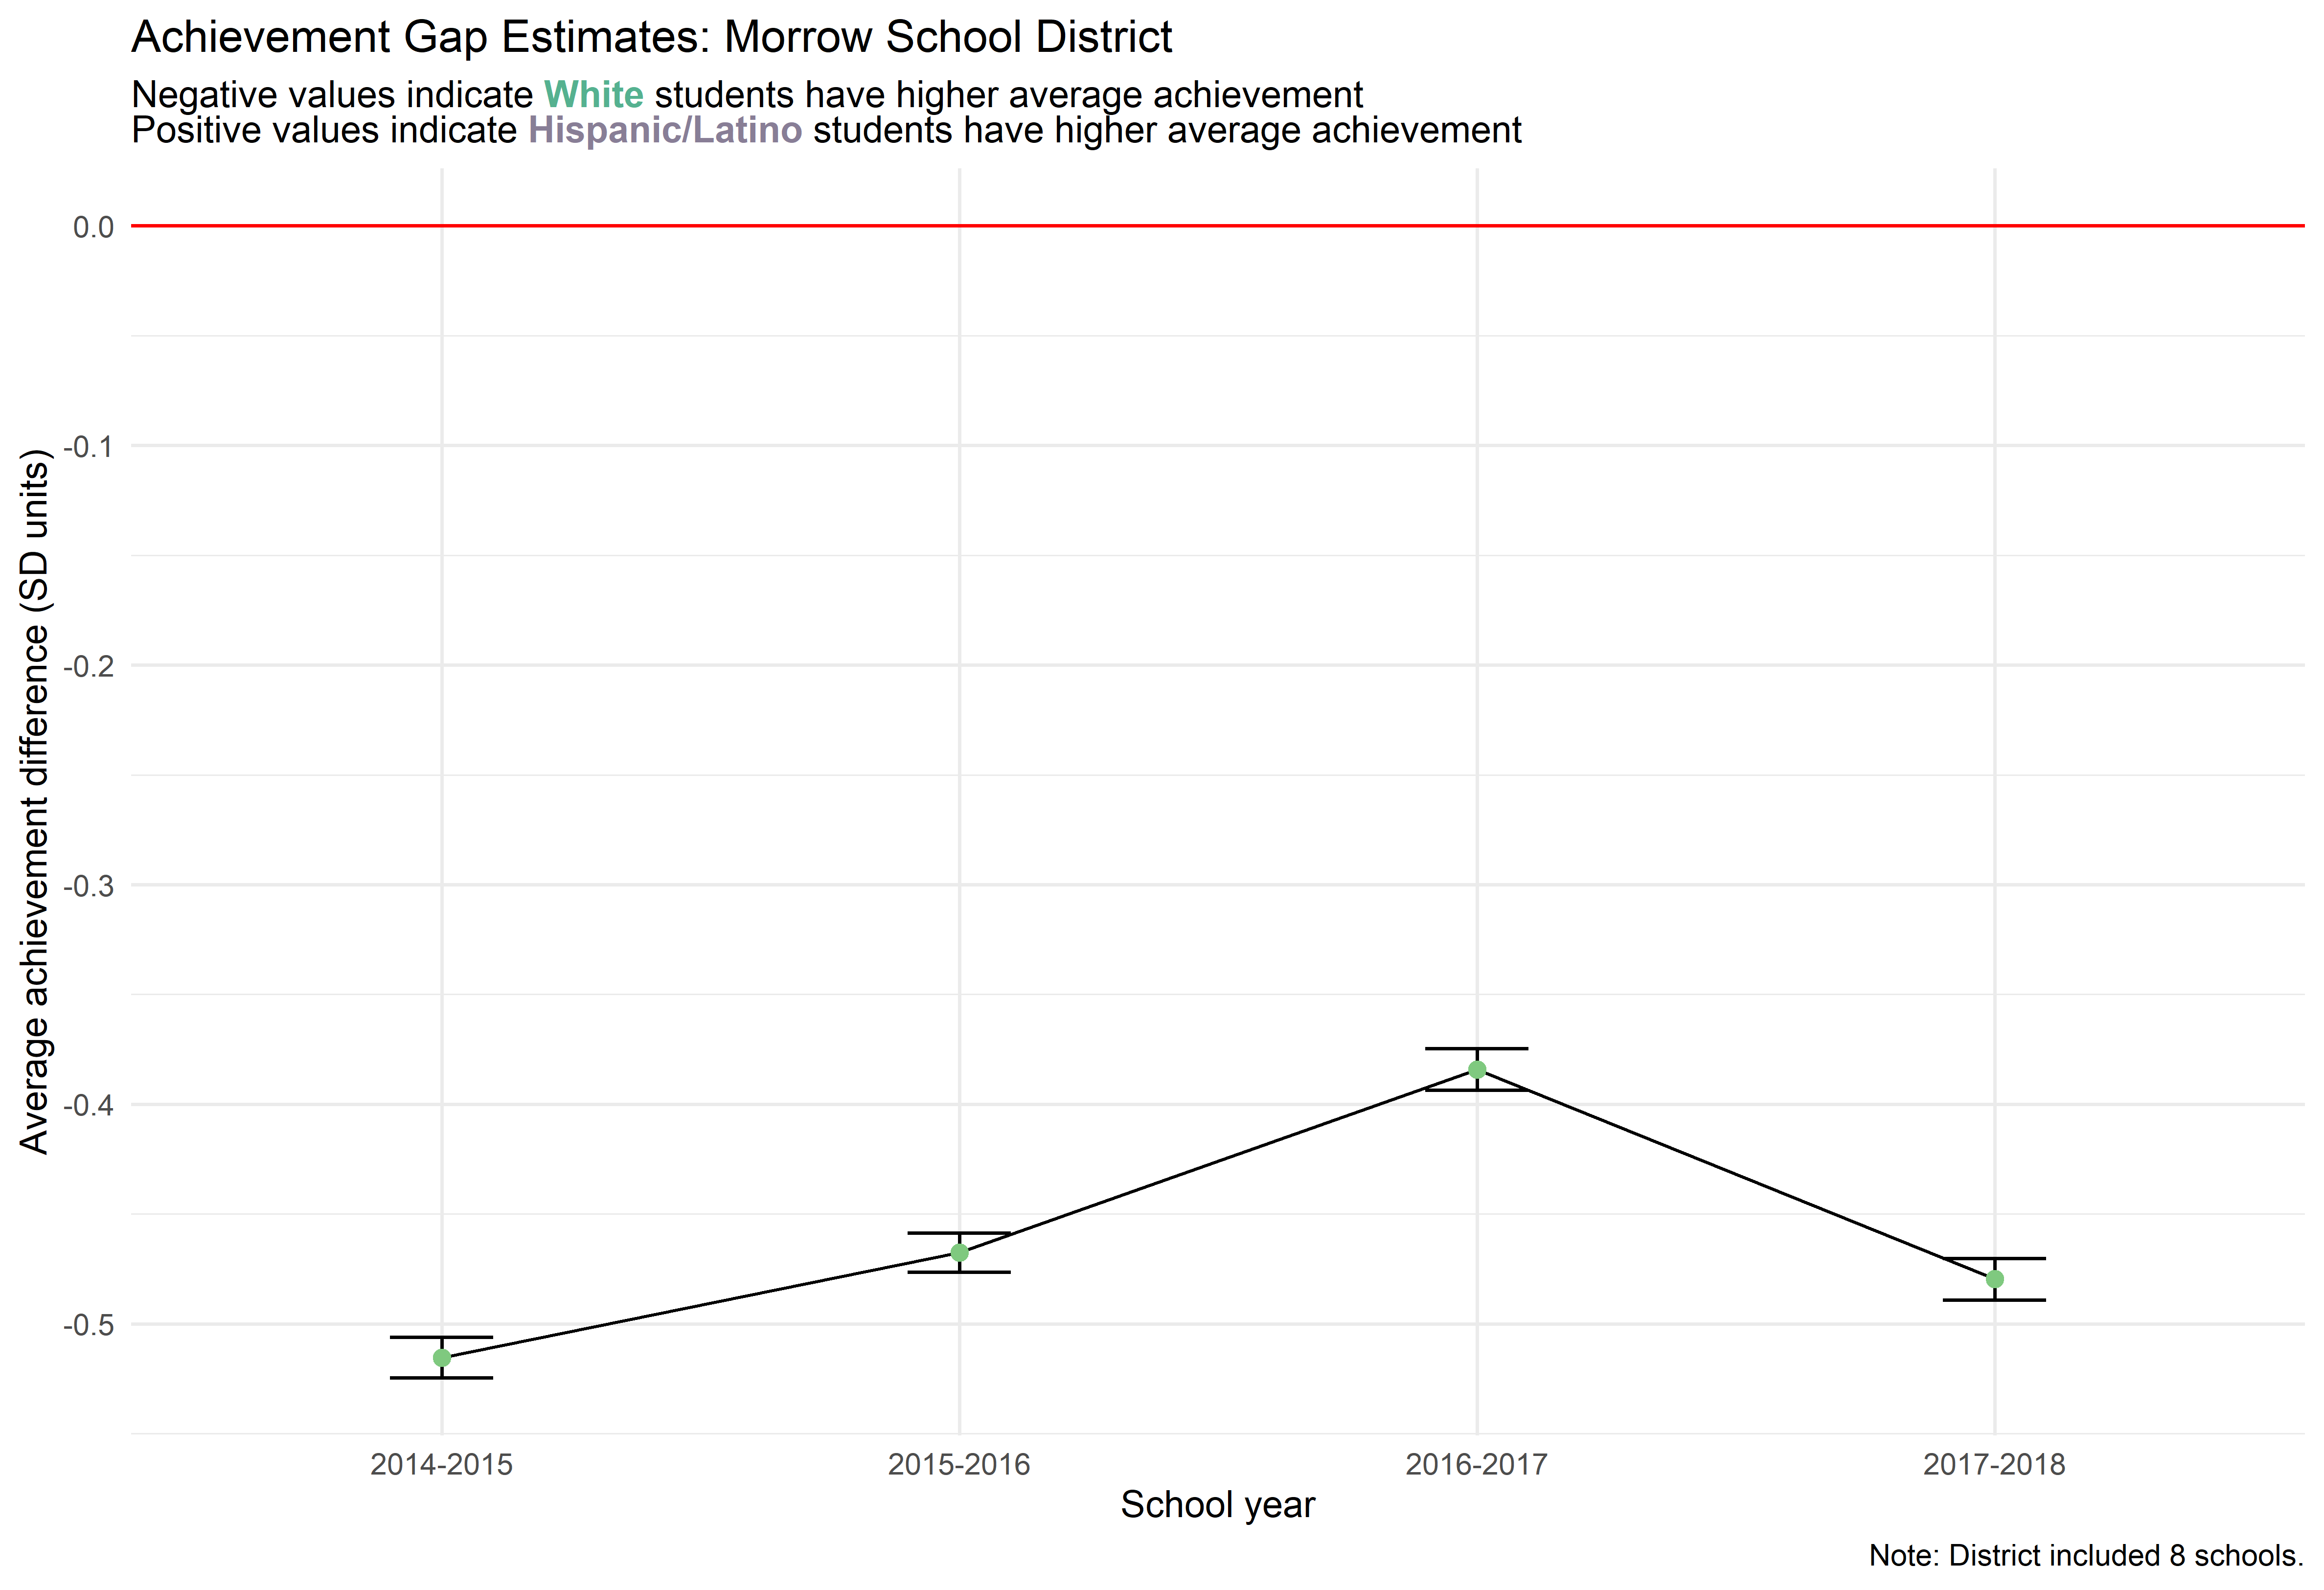 Achievement Gap Estimates: Morrow School District
Negative values indicate White students have higher average achievement
Positive values indicate Hispanic/Latino students have higher average achievement
Average achievement difference (SD units)
0.0
-0.1
-0.2
-0.3
-0.4
-0.5
2014-2015
2015-2016
2016-2017
2017-2018
School year
Note: District included 8 schools.